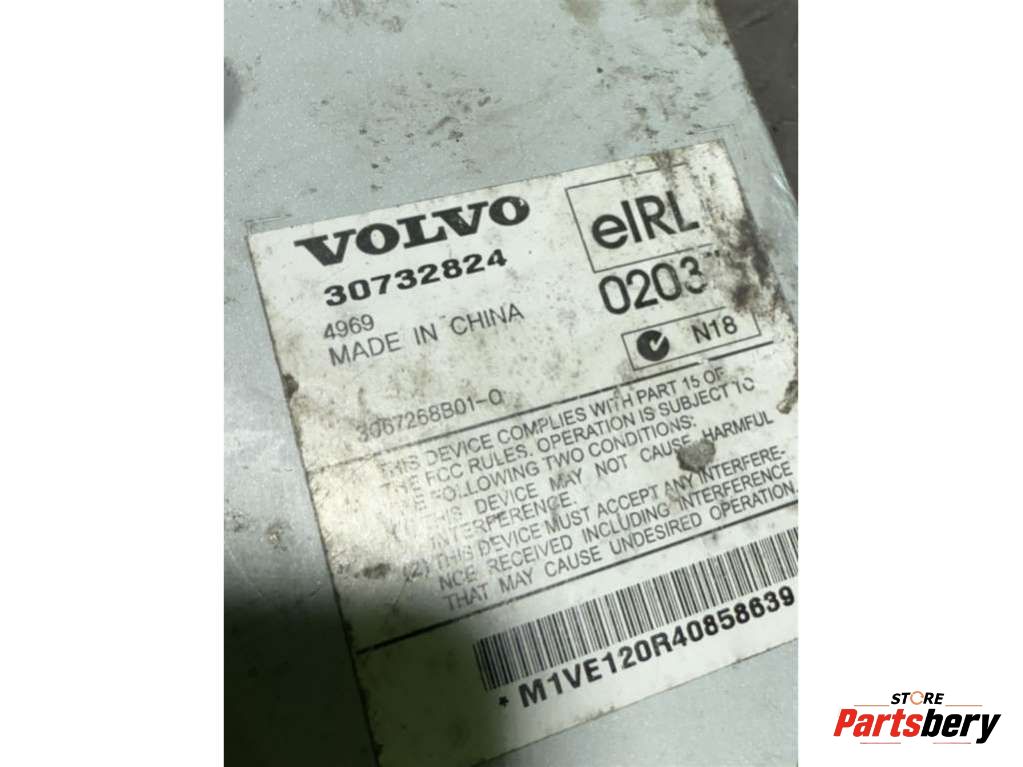 VOLVO
30732824
4969
MADE IN CHINA
eIRL
0203
N18
3067268B01-0
THIS DEVICE COMPLIES WITH PART 15 OF
THE FCC RULES. OPERATION IS SUBJECT TO
FOLLOWING TWO CONDITIONS:
THIS DEVICE MAY NOT CAUSE HARMFUL
INTERFERENCE.
(2) THIS DEVICE MUST ACCEPT ANY INTERFERE-
NCE RECEIVED INCLUDING INTERFERENCE
THAT MAY CAUSE UNDESIRED OPERATION.
*M1VE120R40858639
STORE
Partsbery